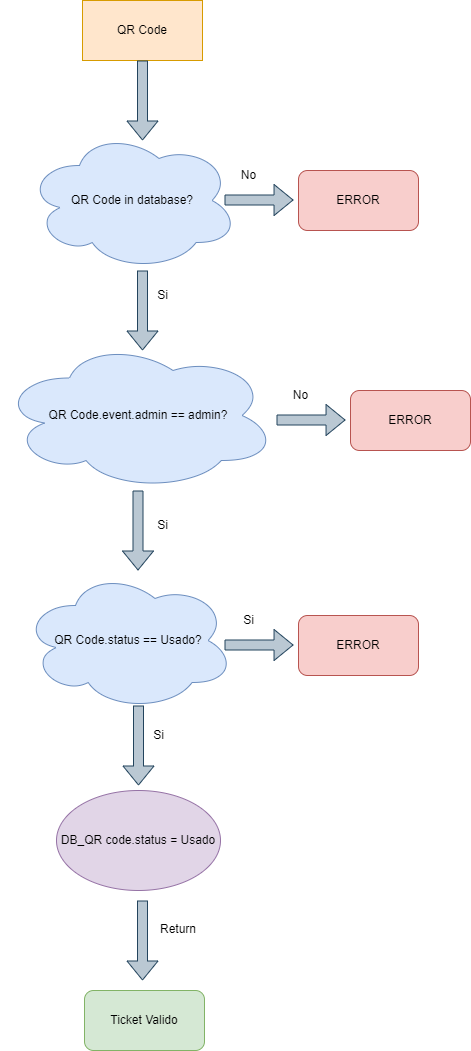 QR Code
QR Code in database?
No
ERROR
Si
QR Code.event.admin == admin?
No
ERROR
Si
QR Code.status == Usado?
Si
ERROR
Si
DB_QR code.status = Usado
Return
Ticket Valido